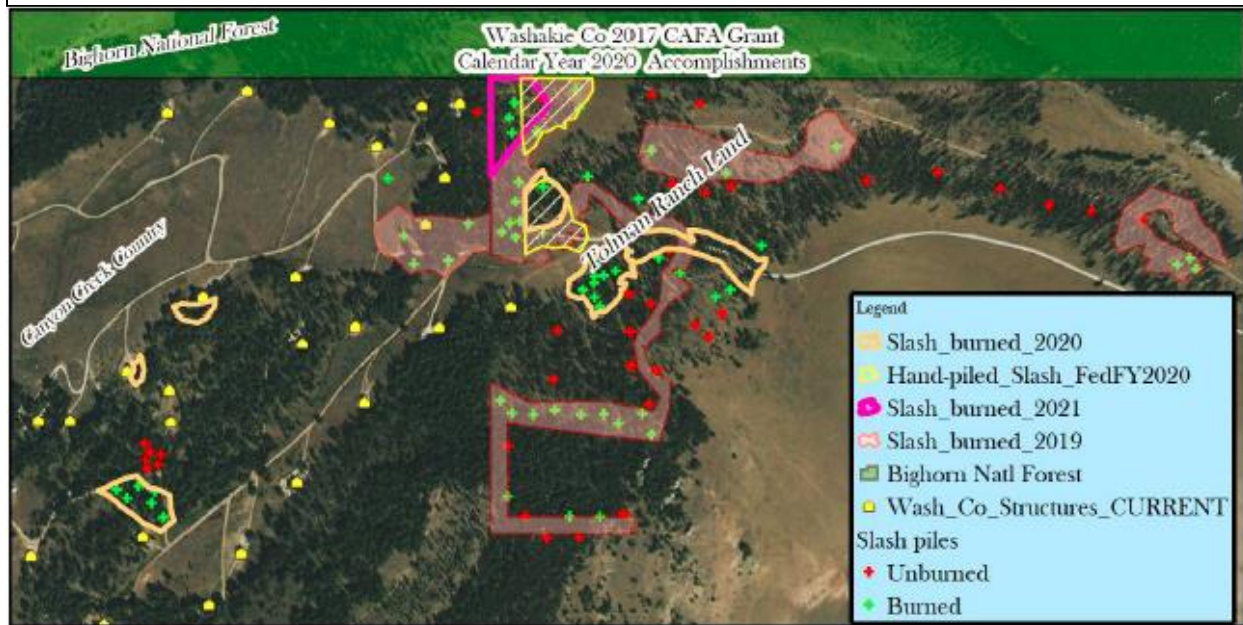 Bighorn National Forest
Washakie Co 2017 CAFA Grant
Calendar Year 2020 Accomplishments
Canyon Creek Country
Tolman Ranch Land
Legend
Slash_burned_2020
Hand-piled_Slash_FedFY2020
Slash_burned_2021
Slash_burned_2019
Bighorn Natl Forest
Wash_Co_Structures_CURRENT
Slash piles
Unburned
Burned